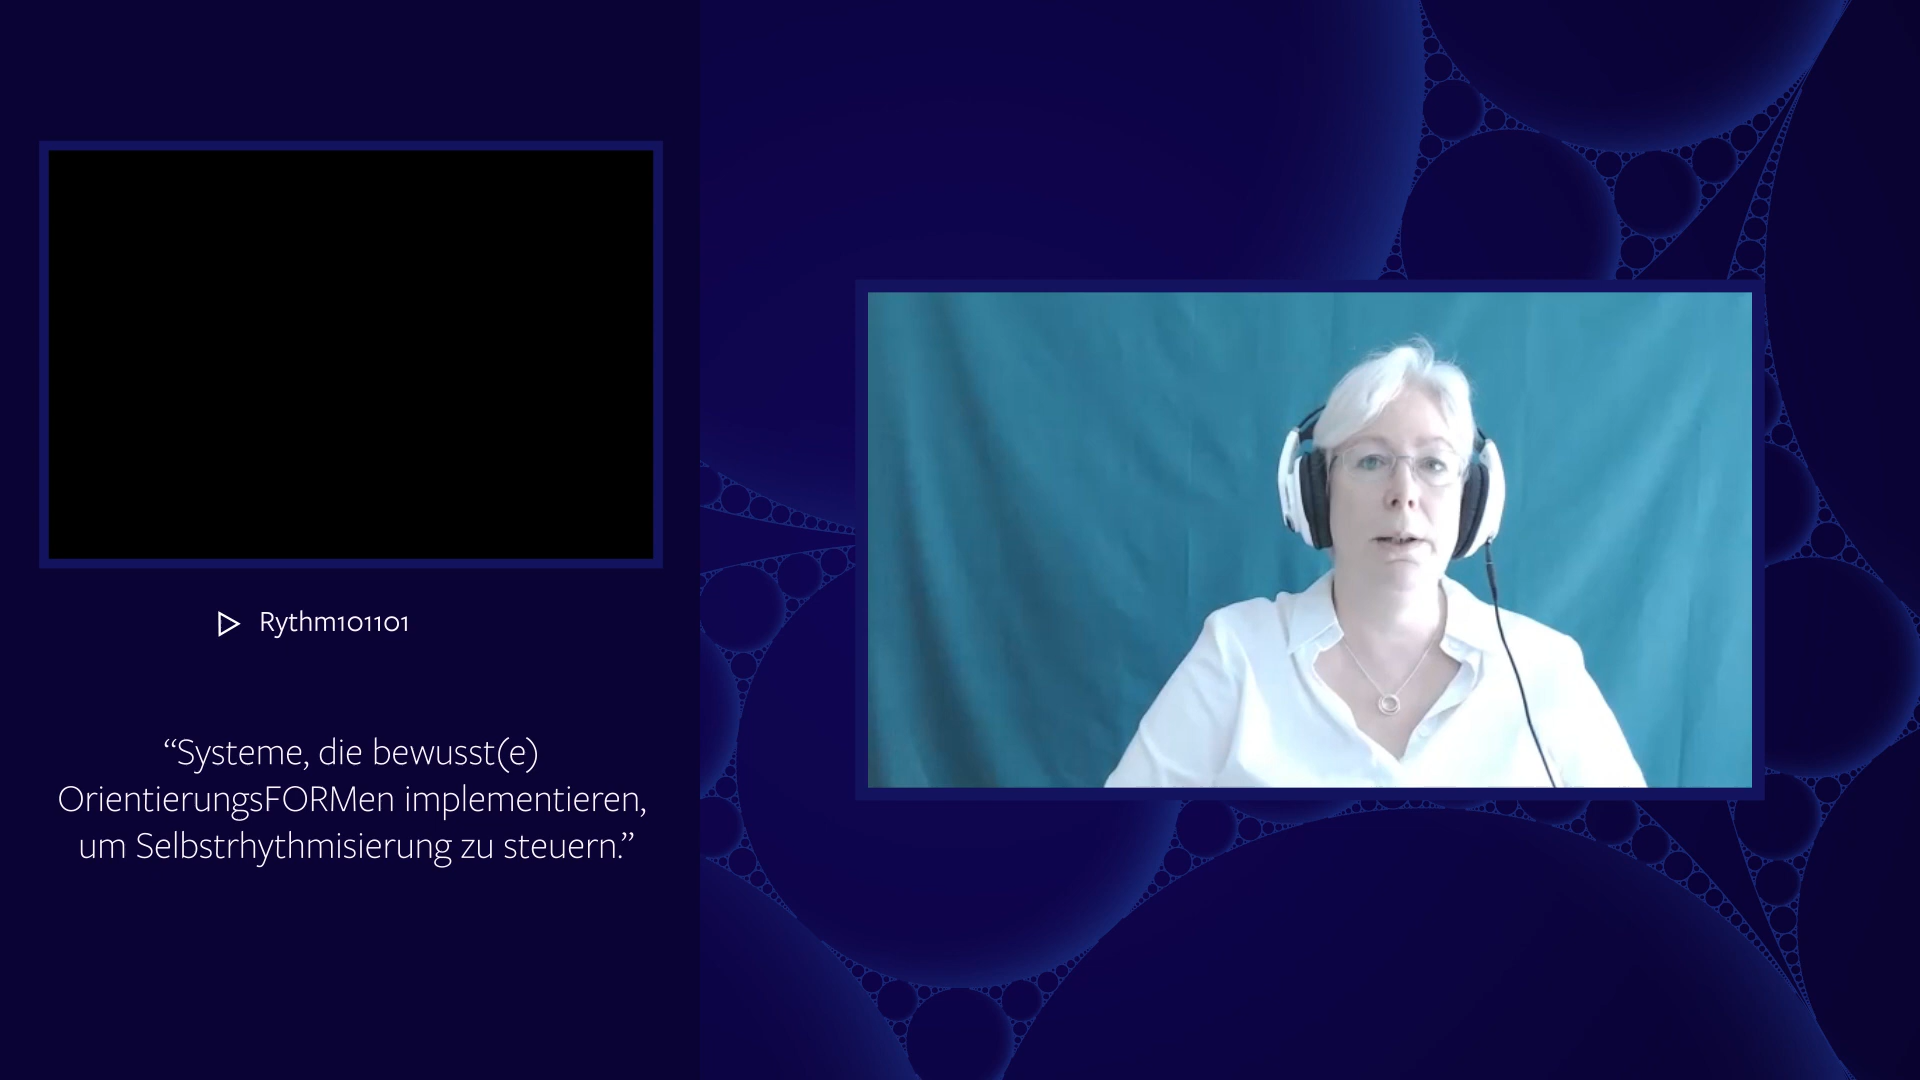 Rythm101101
“Systeme, die bewusst(e)
OrientierungsFORMen implementieren,
um Selbstrhythmisierung zu steuern.”